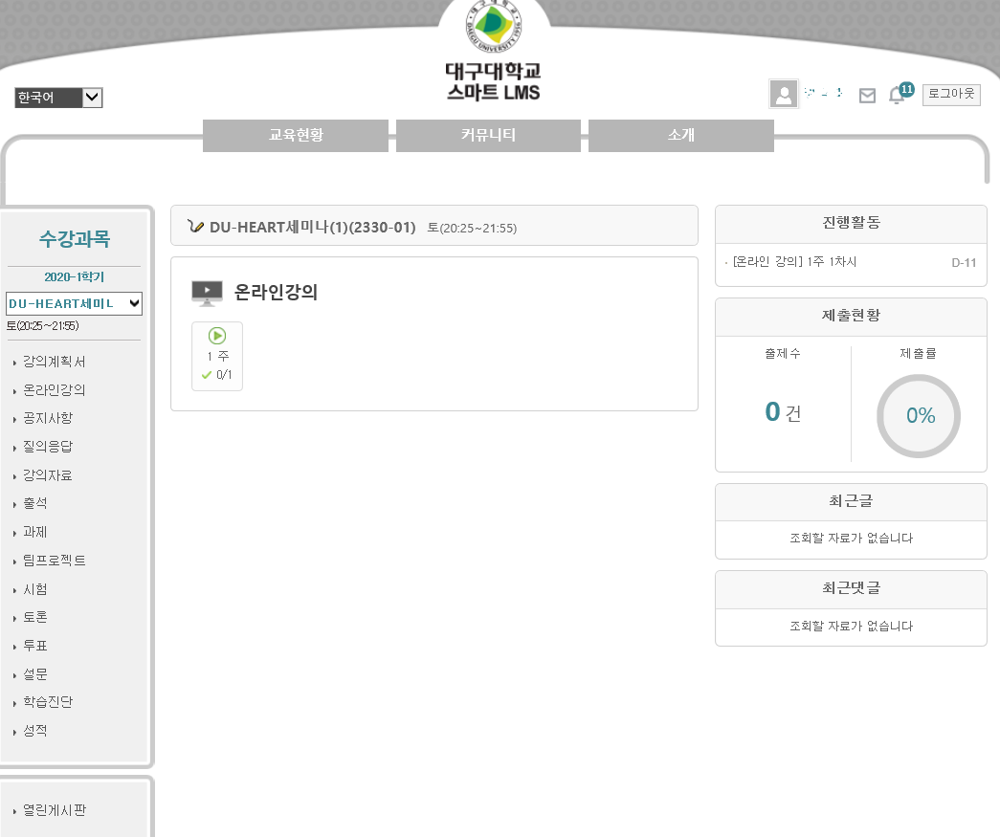 DAEGU UNIVERSITY 1956
대구대학교
스마트 LMS
한국어
11
로그아웃
교육현황
커뮤니티
소개
수강과목
2020-1학기
DU-HEART세미ㄴ
토(20:25~21:55)
강의계획서
온라인강의
공지사항
질의응답
강의자료
출석
과제
팀프로젝트
시험
토론
투표
설문
학습진단
성적
열린게시판
DU-HEART세미나(1)(2330-01) 토(20:25~21:55)
온라인강의
1 주
0/1
진행활동
· [온라인 강의] 1주 1차시 D-11
제출현황
출제수
0 건
제출률
0%
최근글
조회할 자료가 없습니다
최근댓글
조회할 자료가 없습니다